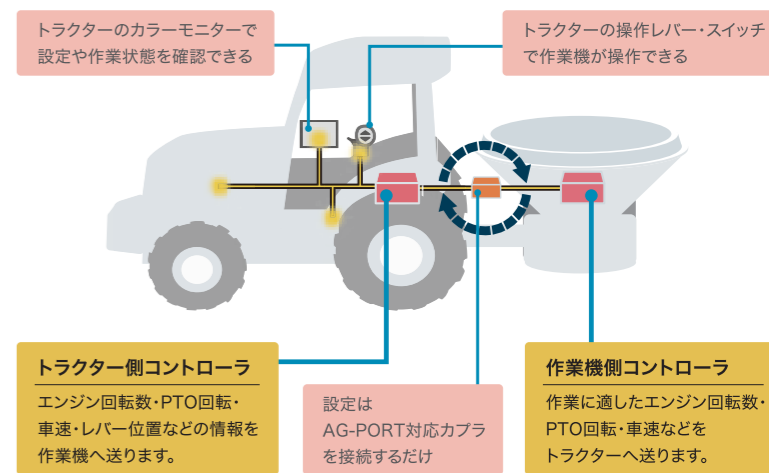 トラクターのカラーモニターで
設定や作業状態を確認できる
トラクターの操作レバー・スイッチ
で作業機が操作できる
トラクター側コントローラ
エンジン回転数・PTO回転・
車速・レバー位置などの情報を
作業機へ送ります。
設定は
AG-PORT対応カプラ
を接続するだけ
作業機側コントローラ
作業に適したエンジン回転数・
PTO回転・車速などを
トラクターへ送ります。